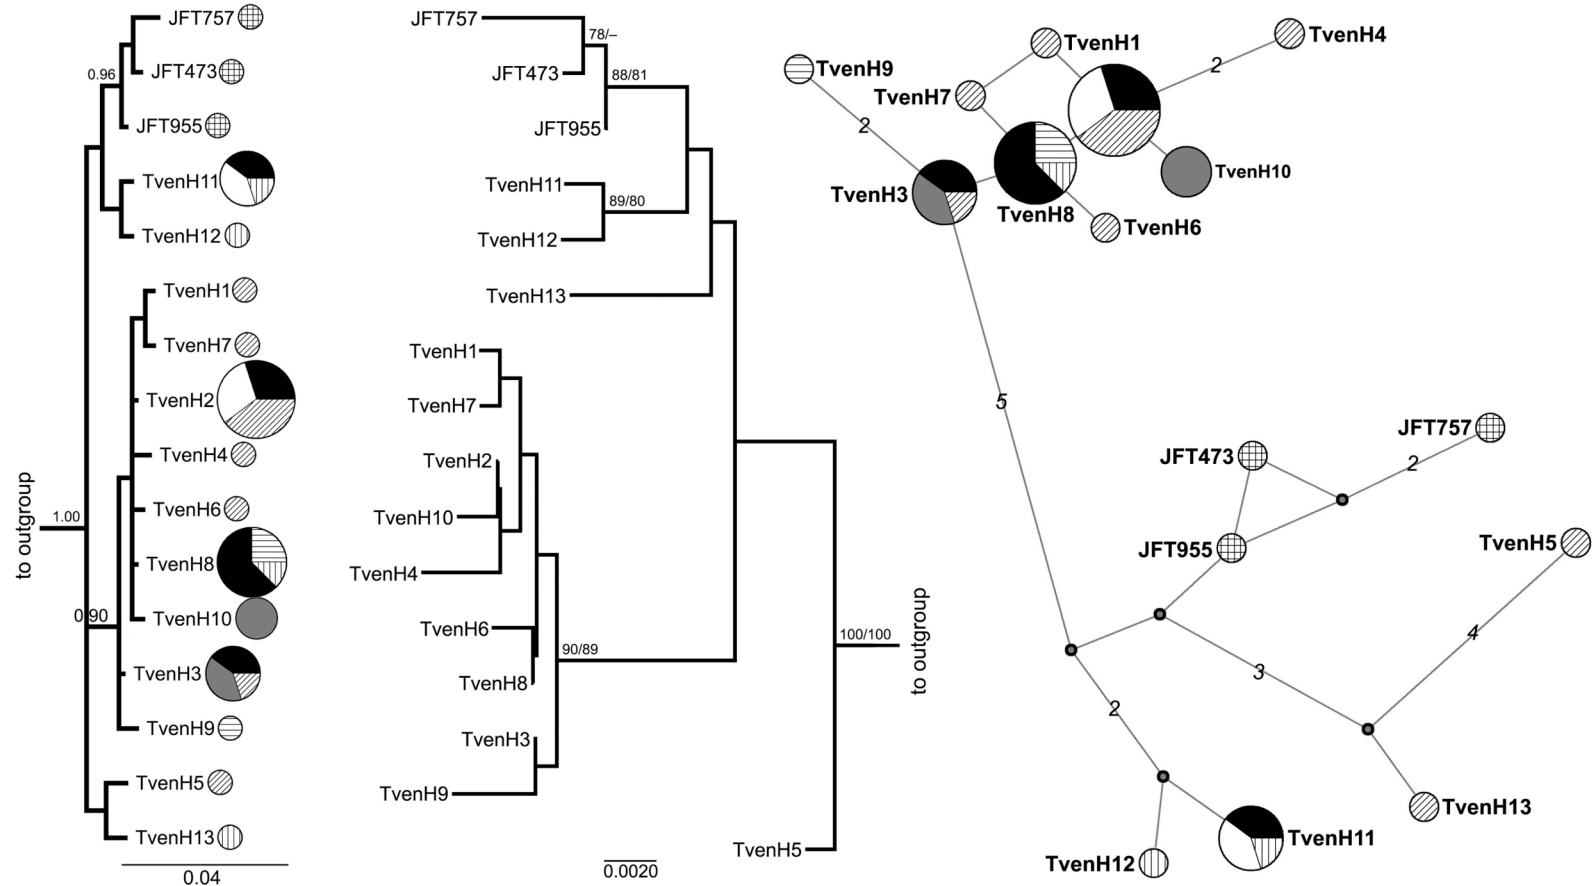 to outgroup
1.00
0.96
0.90
JFT757
JFT473
JFT955
TvenH11
TvenH12
TvenH1
TvenH7
TvenH2
TvenH4
TvenH6
TvenH8
TvenH10
TvenH3
TvenH9
TvenH5
TvenH13
0.04
JFT757
78/–
JFT473
88/81
JFT955
TvenH11
89/80
TvenH12
TvenH13
TvenH1
TvenH7
TvenH2
TvenH10
TvenH4
TvenH6
90/89
TvenH8
TvenH3
TvenH9
TvenH5
100/100
to outgroup
0.0020
TvenH1
TvenH4
2
TvenH9
TvenH7
2
TvenH10
TvenH3
TvenH8
TvenH6
5
JFT757
JFT473
2
JFT955
TvenH5
4
3
2
TvenH13
TvenH11
TvenH12